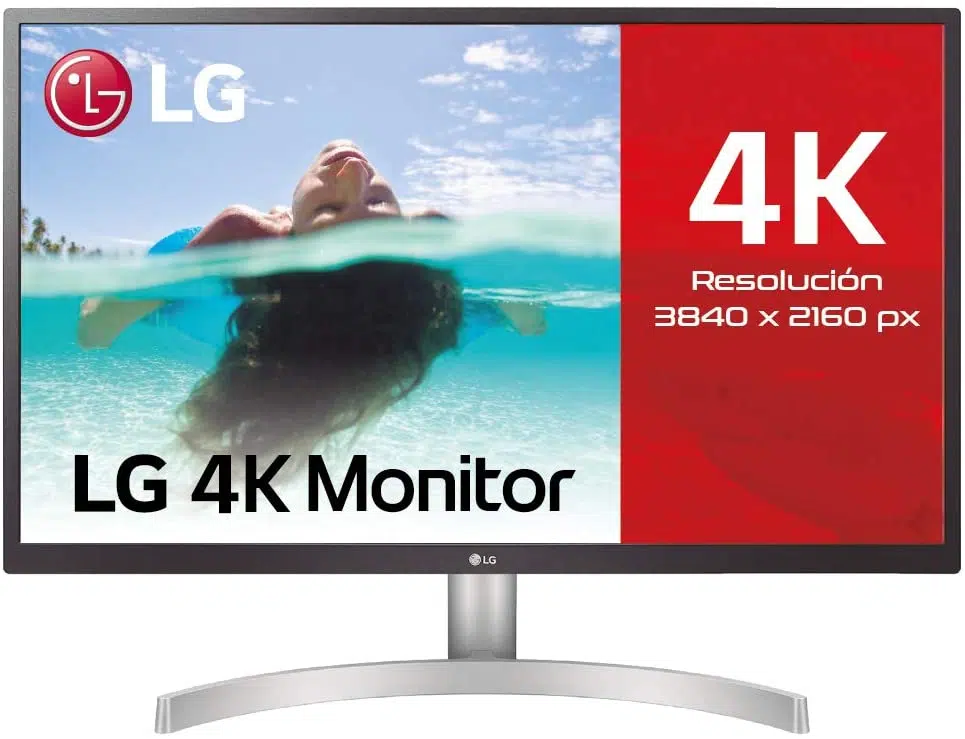 LG
4K
Resolución
3840 x 2160 px
LG 4K Monitor
LG